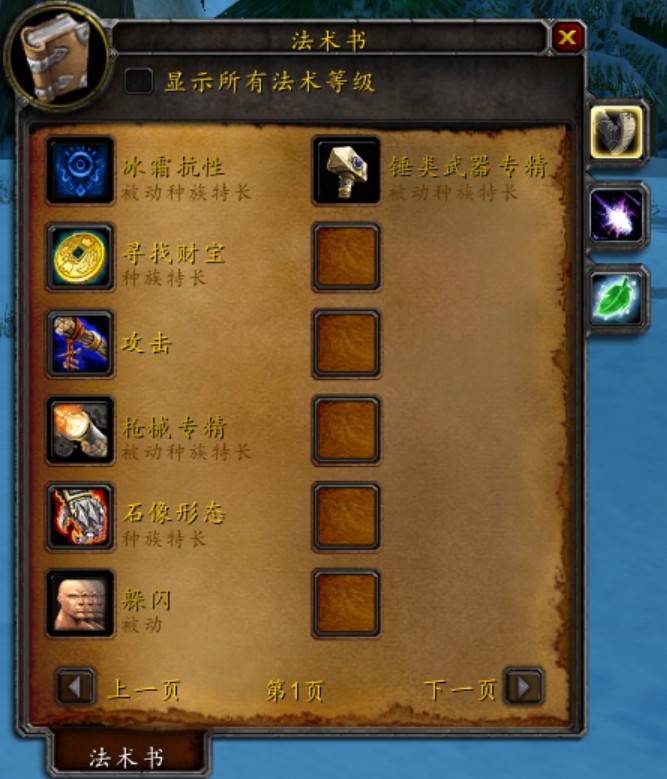 法术书
显示所有法术等级
冰霜抗性
被动种族特长
锤类武器专精
被动种族特长
寻找财宝
种族特长
攻击
枪械专精
被动种族特长
石像形态
种族特长
躲闪
被动
上一页
第1页
下一页
法术书